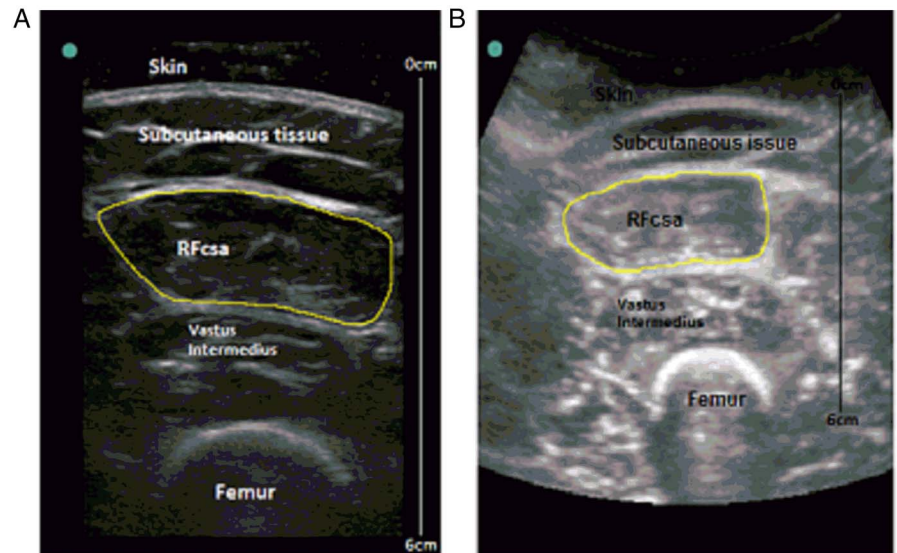 A
Skin
0cm
Subcutaneous tissue
RFcsa
Vastus
Intermedius
Femur
6cm
B
Skin
0cm
Subcutaneous issue
RFcsa
Vastus
Intermedius
Femur
6cm